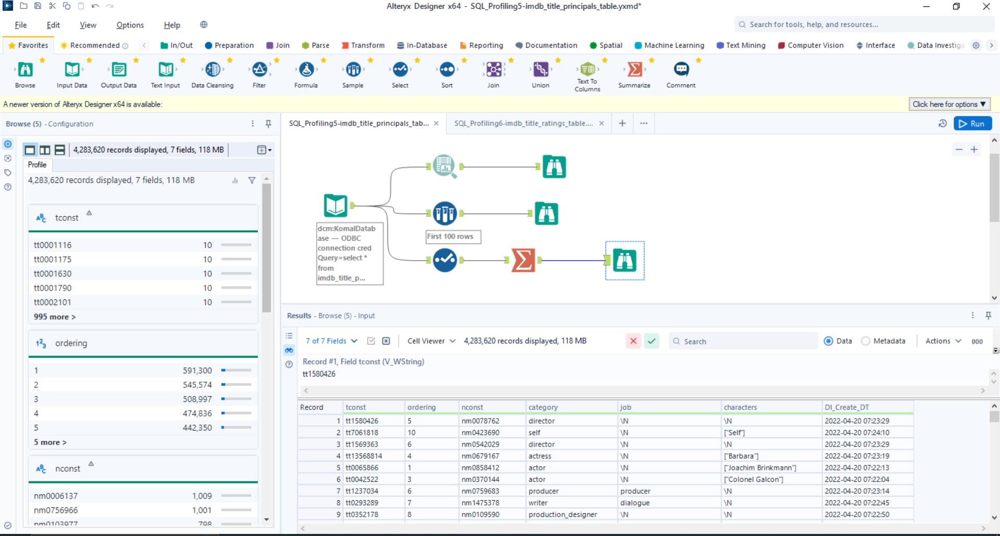 Alteryx Designer x64 - SQL_Profiling5-imdb_title_principals_table.yxmd*
File Edit View Options Help
Search for tools, help, and resources...
Favorites Recommended In/Out Preparation Join Parse Transform In-Database Reporting Documentation Spatial Machine Learning Text Mining Computer Vision Interface Data Investiga
Browse Input Data Output Data Text Input Data Cleansing Filter Formula Sample Select Sort Join Union Text To Columns Summarize Comment
A newer version of Alteryx Designer x64 is available:
Click here for options ▼
Browse (5) - Configuration
4,283,620 records displayed, 7 fields, 118 MB
Profile
4,283,620 records displayed, 7 fields, 118 MB
ABC tconst
tt0001116 10
tt0001175 10
tt0001630 10
tt0001790 10
tt0002101 10
995 more >
123 ordering
1 591,300
2 545,574
3 508,997
4 474,836
5 442,350
5 more >
ABC nconst
nm0006137 1,009
nm0756966 1,001
nm0103977 798
SQL_Profiling5-imdb_title_principals_tab...
SQL_Profiling6-imdb_title_ratings_table....
Run
dcm:KomalDatab
ase — ODBC
connection cred
Query=select *
from
imdb_title_p...
First 100 rows
Results - Browse (5) - Input
7 of 7 Fields Cell Viewer 4,283,620 records displayed, 118 MB Search Data Metadata Actions 000
Record #1, Field tconst (V_WString)
tt1580426
Record tconst ordering nconst category job characters DI_Create_DT
1 tt1580426 5 nm0078762 director \N \N 2022-04-20 07:23:29
2 tt7061818 10 nm0423690 self \N ["Self"] 2022-04-20 07:24:10
3 tt1569363 6 nm0542029 director \N \N 2022-04-20 07:23:29
4 tt13568814 4 nm0679167 actress \N ["Barbara"] 2022-04-20 07:23:19
5 tt0065866 1 nm0858412 actor \N ["Joachim Brinkmann"] 2022-04-20 07:22:13
6 tt0042522 3 nm0370144 actor \N ["Colonel Galcon"] 2022-04-20 07:22:04
7 tt1237034 6 nm0759683 producer producer \N 2022-04-20 07:23:14
8 tt0293289 7 nm1475378 writer dialogue \N 2022-04-20 07:22:45
9 tt0352178 8 nm0109590 production_designer \N \N 2022-04-20 07:22:50